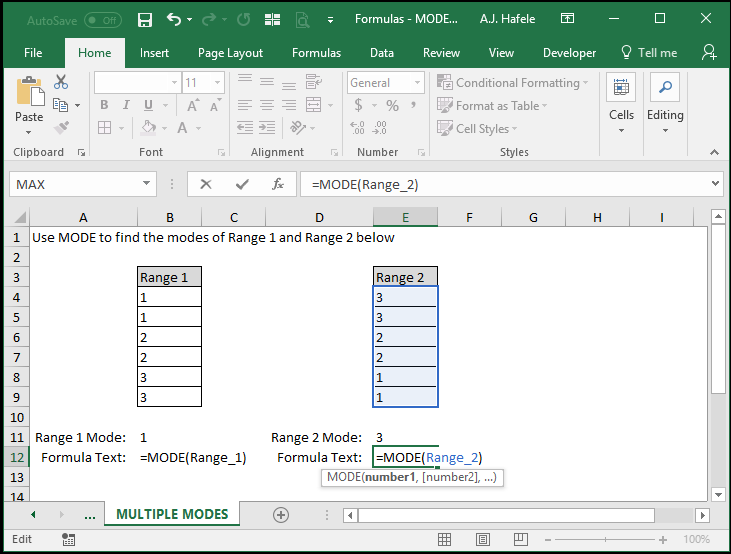 AutoSave Off Formulas - MODE... A.J. Hafele
File Home Insert Page Layout Formulas Data Review View Developer Tell me
Paste
11
B I U A A
A
General
$ % ,
.00 .0
Conditional Formatting
Format as Table
Cell Styles
Cells Editing
Clipboard Font Alignment Number Styles
MAX fx =MODE(Range_2)
A B C D E F G H I
1 Use MODE to find the modes of Range 1 and Range 2 below
2
3 Range 1 Range 2
4 1 3
5 1 3
6 2 2
7 2 2
8 3 1
9 3 1
10
11 Range 1 Mode: 1 Range 2 Mode: 3
12 Formula Text: =MODE(Range_1) Formula Text: =MODE(Range_2)
13 MODE(number1, [number2], ...)
14
... MULTIPLE MODES
Edit 100%